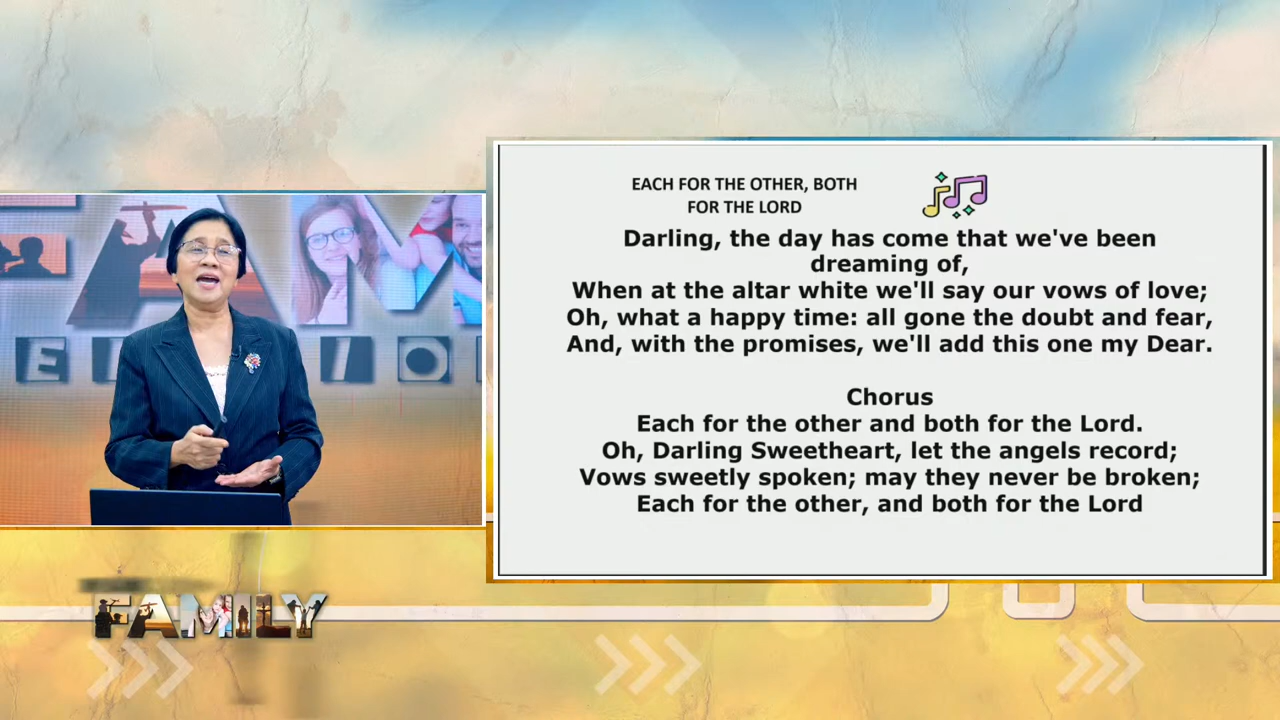 EACH FOR THE OTHER, BOTH
FOR THE LORD
Darling, the day has come that we've been
dreaming of,
When at the altar white we'll say our vows of love;
Oh, what a happy time: all gone the doubt and fear,
And, with the promises, we'll add this one my Dear.
Chorus
Each for the other and both for the Lord.
Oh, Darling Sweetheart, let the angels record;
Vows sweetly spoken; may they never be broken;
Each for the other, and both for the Lord
FAMILY